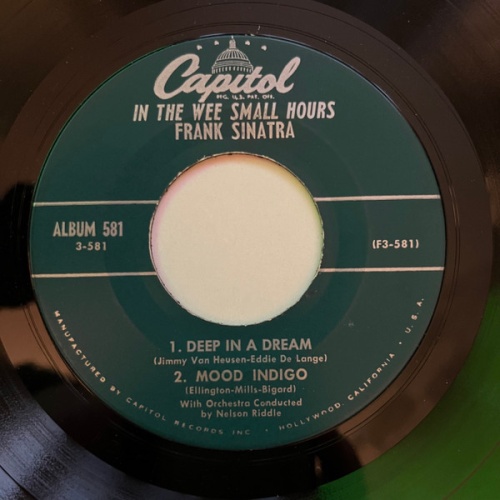 Capitol
REG. U.S. PAT. OFF.
IN THE WEE SMALL HOURS
FRANK SINATRA
ALBUM 581
3-581
(F3-581)
1. DEEP IN A DREAM
(Jimmy Van Heusen-Eddie De Lange)
2. MOOD INDIGO
(Ellington-Mills-Bigard)
With Orchestra Conducted
by Nelson Riddle
MANUFACTURED BY CAPITOL RECORDS INC. • HOLLYWOOD, CALIFORNIA • U.S.A.